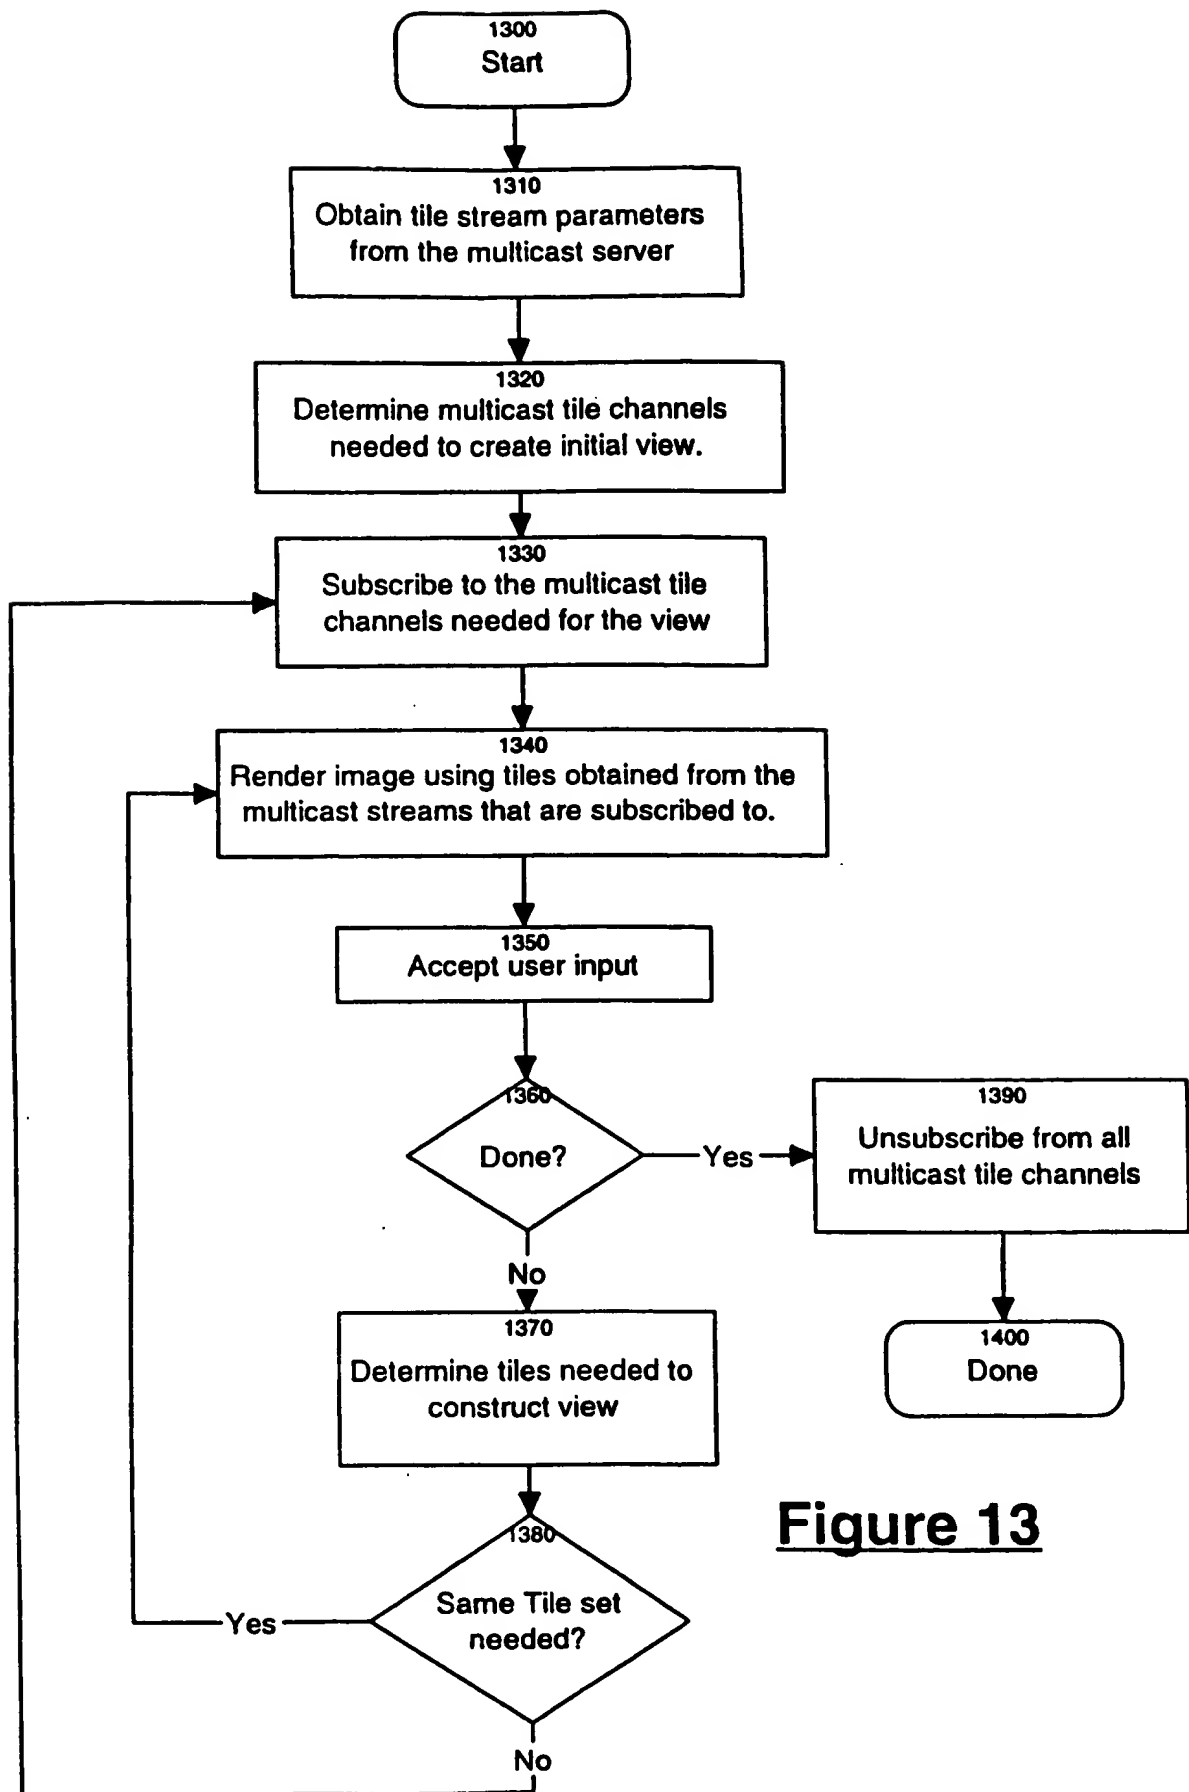 1300
Start
1310
Obtain tile stream parameters
from the multicast server
1320
Determine multicast tile channels
needed to create initial view.
1330
Subscribe to the multicast tile
channels needed for the view
1340
Render image using tiles obtained from the
multicast streams that are subscribed to.
1350
Accept user input
1360
Done?
Yes
1390
Unsubscribe from all
multicast tile channels
No
1400
Done
1370
Determine tiles needed to
construct view
1380
Same Tile set
needed?
Yes
No
Figure 13